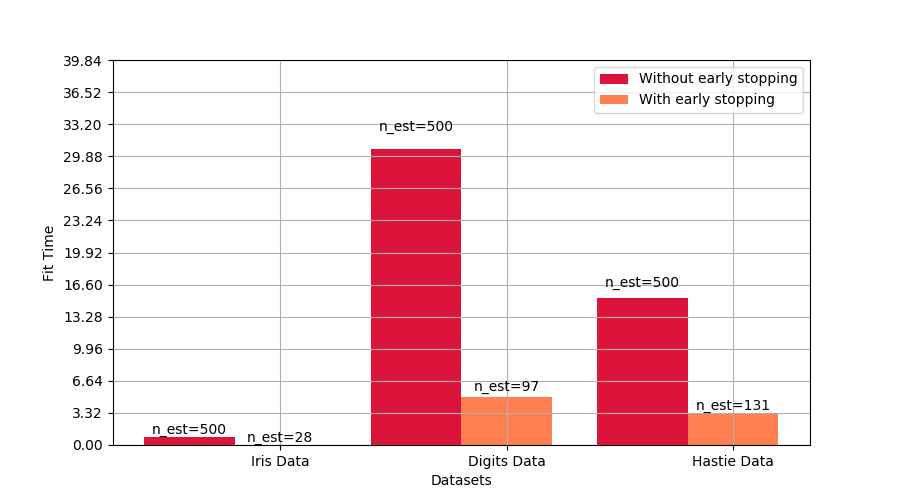 39.84
36.52
33.20
29.88
26.56
23.24
19.92
16.60
13.28
9.96
6.64
3.32
0.00
Fit Time
Without early stopping
With early stopping
n_est=500
n_est=28
n_est=500
n_est=97
n_est=500
n_est=131
Iris Data
Digits Data
Hastie Data
Datasets